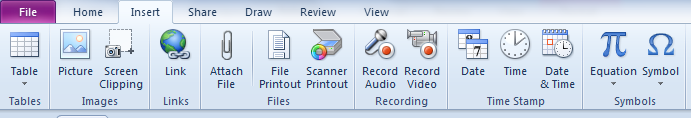 File Home Insert Share Draw Review View
Table Picture Screen Clipping Link Attach File File Printout Scanner Printout Record Audio Record Video Date Time Date & Time Equation Symbol
Tables Images Links Files Recording Time Stamp Symbols